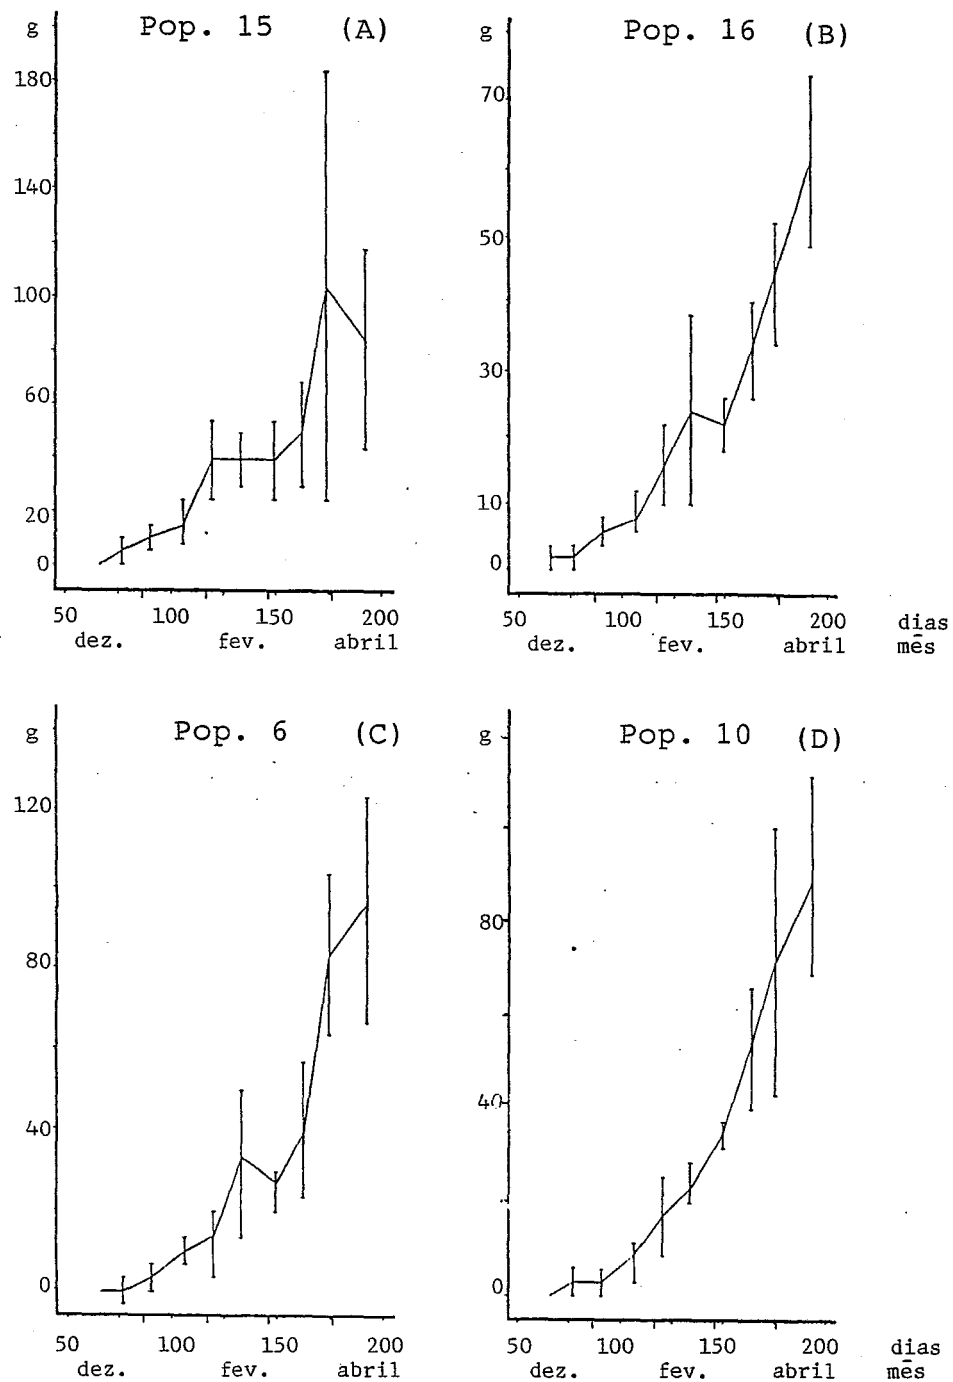 g Pop. 15 (A)
180
140
100
60
20
0
50 100 150 200
dez. fev. abril
g Pop. 16 (B)
70
50
30
10
0
50 100 150 200 dias
dez. fev. abril mês
g Pop. 6 (C)
120
80
40
0
50 100 150 200
dez. fev. abril
g Pop. 10 (D)
80
40
0
50 100 150 200 dias
dez. fev. abril mês